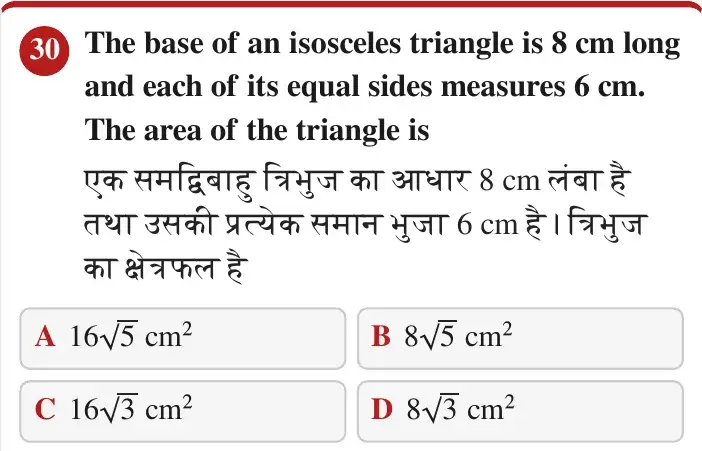 30 The base of an isosceles triangle is 8 cm long
and each of its equal sides measures 6 cm.
The area of the triangle is
एक समद्विबाहु त्रिभुज का आधार 8 cm लंबा है
तथा उसकी प्रत्येक समान भुजा 6 cm है। त्रिभुज
का क्षेत्रफल है
A 16√5 cm²
B 8√5 cm²
C 16√3 cm²
D 8√3 cm²